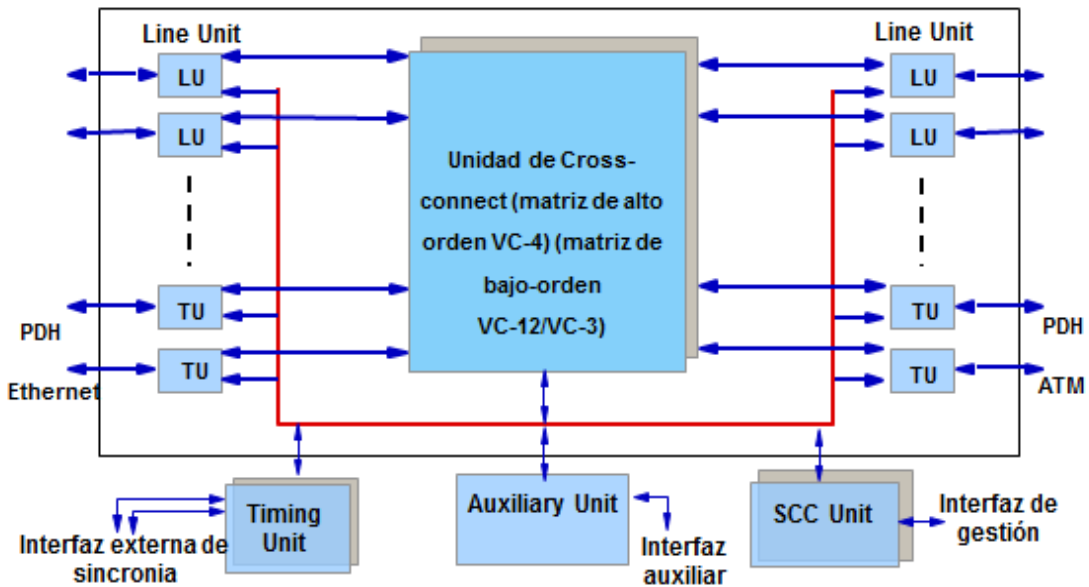 Line Unit
Line Unit
LU
LU
LU
LU
Unidad de Cross-
connect (matriz de alto
orden VC-4) (matriz de
bajo-orden
VC-12/VC-3)
TU
TU
PDH
PDH
TU
TU
Ethernet
ATM
Timing
Unit
Auxiliary Unit
SCC Unit
Interfaz de
gestión
Interfaz externa de
sincronia
Interfaz
auxiliar